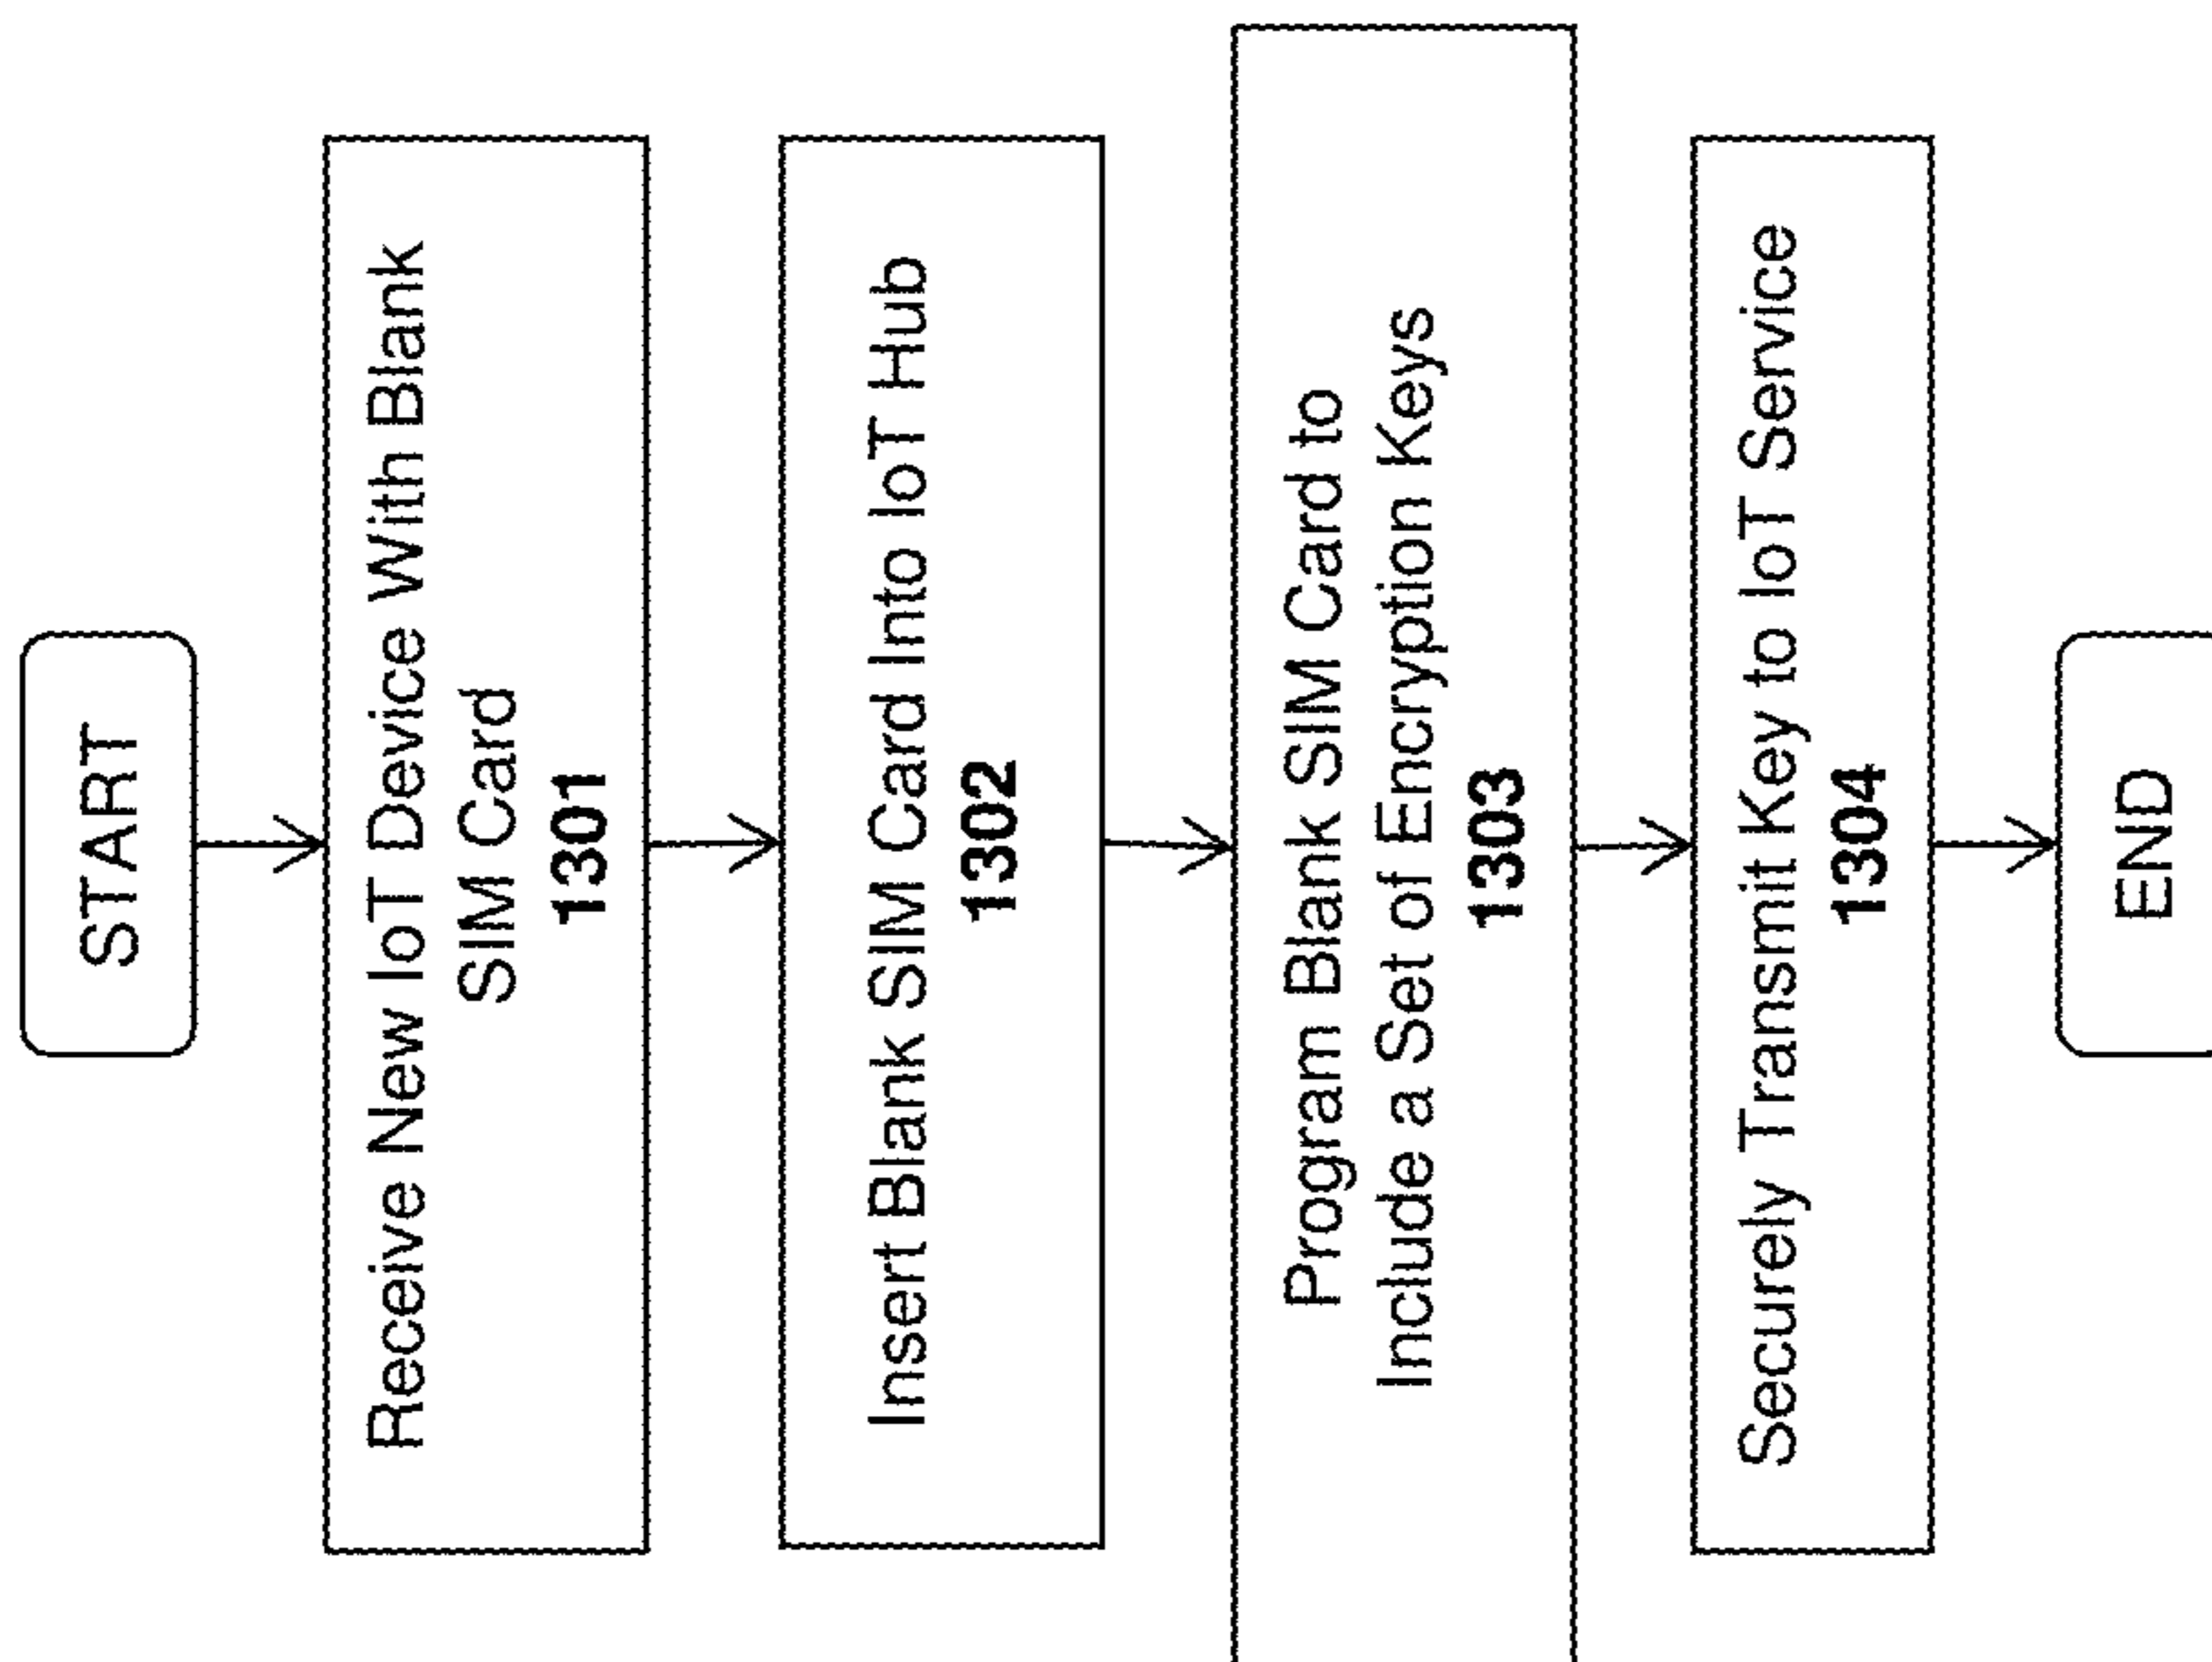 START
Receive New IoT Device With Blank
SIM Card
1301
Insert Blank SIM Card Into IoT Hub
1302
Program Blank SIM Card to
Include a Set of Encryption Keys
1303
Securely Transmit Key to IoT Service
1304
END